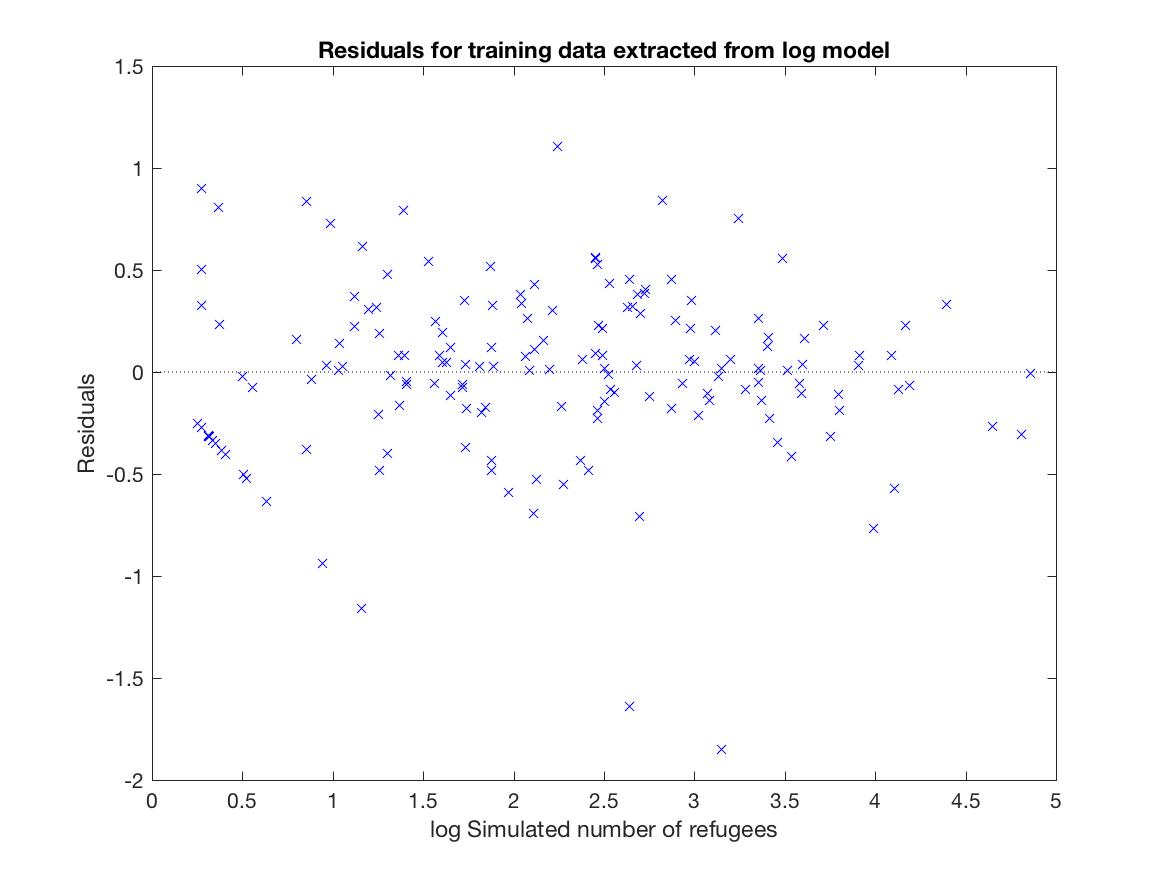 Residuals for training data extracted from log model
1.5
1
0.5
0
-0.5
-1
-1.5
-2
Residuals
0 0.5 1 1.5 2 2.5 3 3.5 4 4.5 5
log Simulated number of refugees